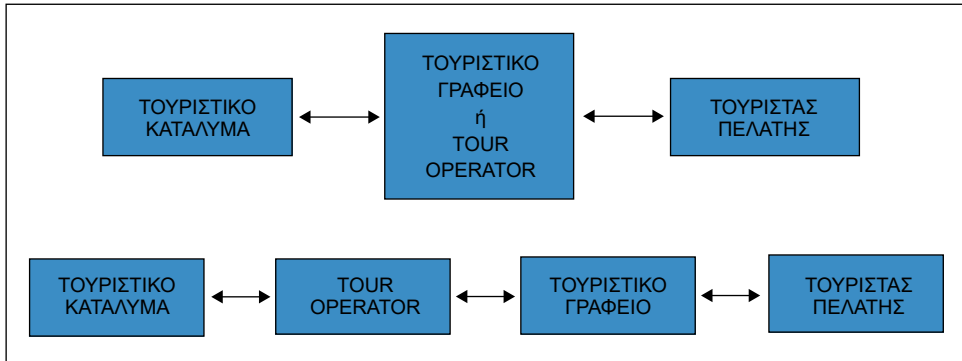 ΤΟΥΡΙΣΤΙΚΟ
ΚΑΤΑΛΥΜΑ
ΤΟΥΡΙΣΤΙΚΟ
ΓΡΑΦΕΙΟ
ή
TOUR
OPERATOR
ΤΟΥΡΙΣΤΑΣ
ΠΕΛΑΤΗΣ
ΤΟΥΡΙΣΤΙΚΟ
ΚΑΤΑΛΥΜΑ
TOUR
OPERATOR
ΤΟΥΡΙΣΤΙΚΟ
ΓΡΑΦΕΙΟ
ΤΟΥΡΙΣΤΑΣ
ΠΕΛΑΤΗΣ